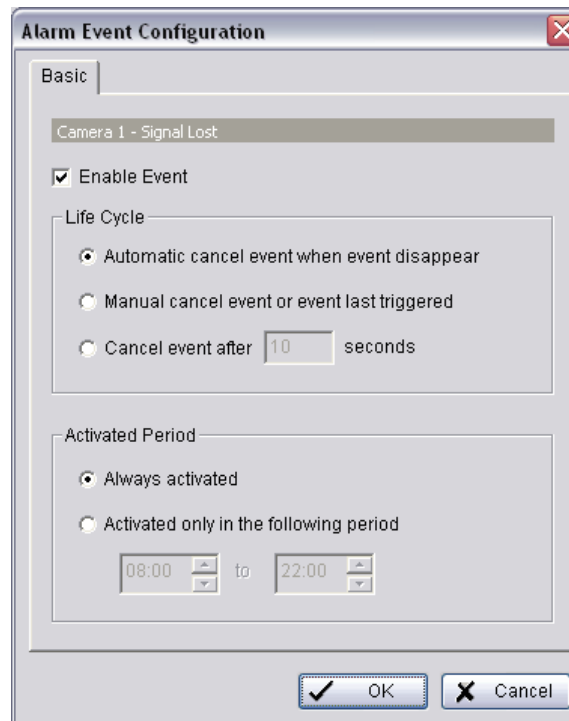 Alarm Event Configuration
Basic
Camera 1 - Signal Lost
Enable Event
Life Cycle
Automatic cancel event when event disappear
Manual cancel event or event last triggered
Cancel event after 10 seconds
Activated Period
Always activated
Activated only in the following period
08:00 to 22:00
OK Cancel